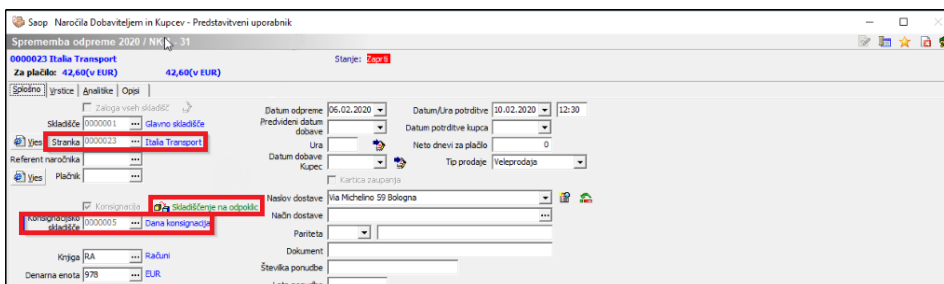 Saop Naročila Dobaviteljem in Kupcev - Predstavitveni uporabnik
Sprememba odpreme 2020 / NK - 31
0000023 Italia Transport Stanje: Zaprti
Za plačilo: 42,60(v EUR) 42,60(v EUR)
Splošno Vrstice Analitike Opisi
Zaloga vseh skladišč Datum odpreme 06.02.2020 Datum/Ura potrditve 10.02.2020 12:30
Skladišče 0000001 ... Glavno skladišče Predvideni datum dobave Datum potrditve kupca
Vies Stranka 0000023 ... Italia Transport Ura Neto dnevi za plačilo 0
Referent naročnika ... Datum dobave Kupec Tip prodaje Veleprodaja
Vies Plačnik ... Kartica zaupanja
Konsignacija Skladiščenje na odpoklic Naslov dostave Via Michelino 59 Bologna
Konsignacijsko skladišče 0000005 ... Dana konsignacija Način dostave ...
Pariteta
Knjiga RA ... Računi Dokument
Številka ponudbe
Denarna enota 978 ... EUR